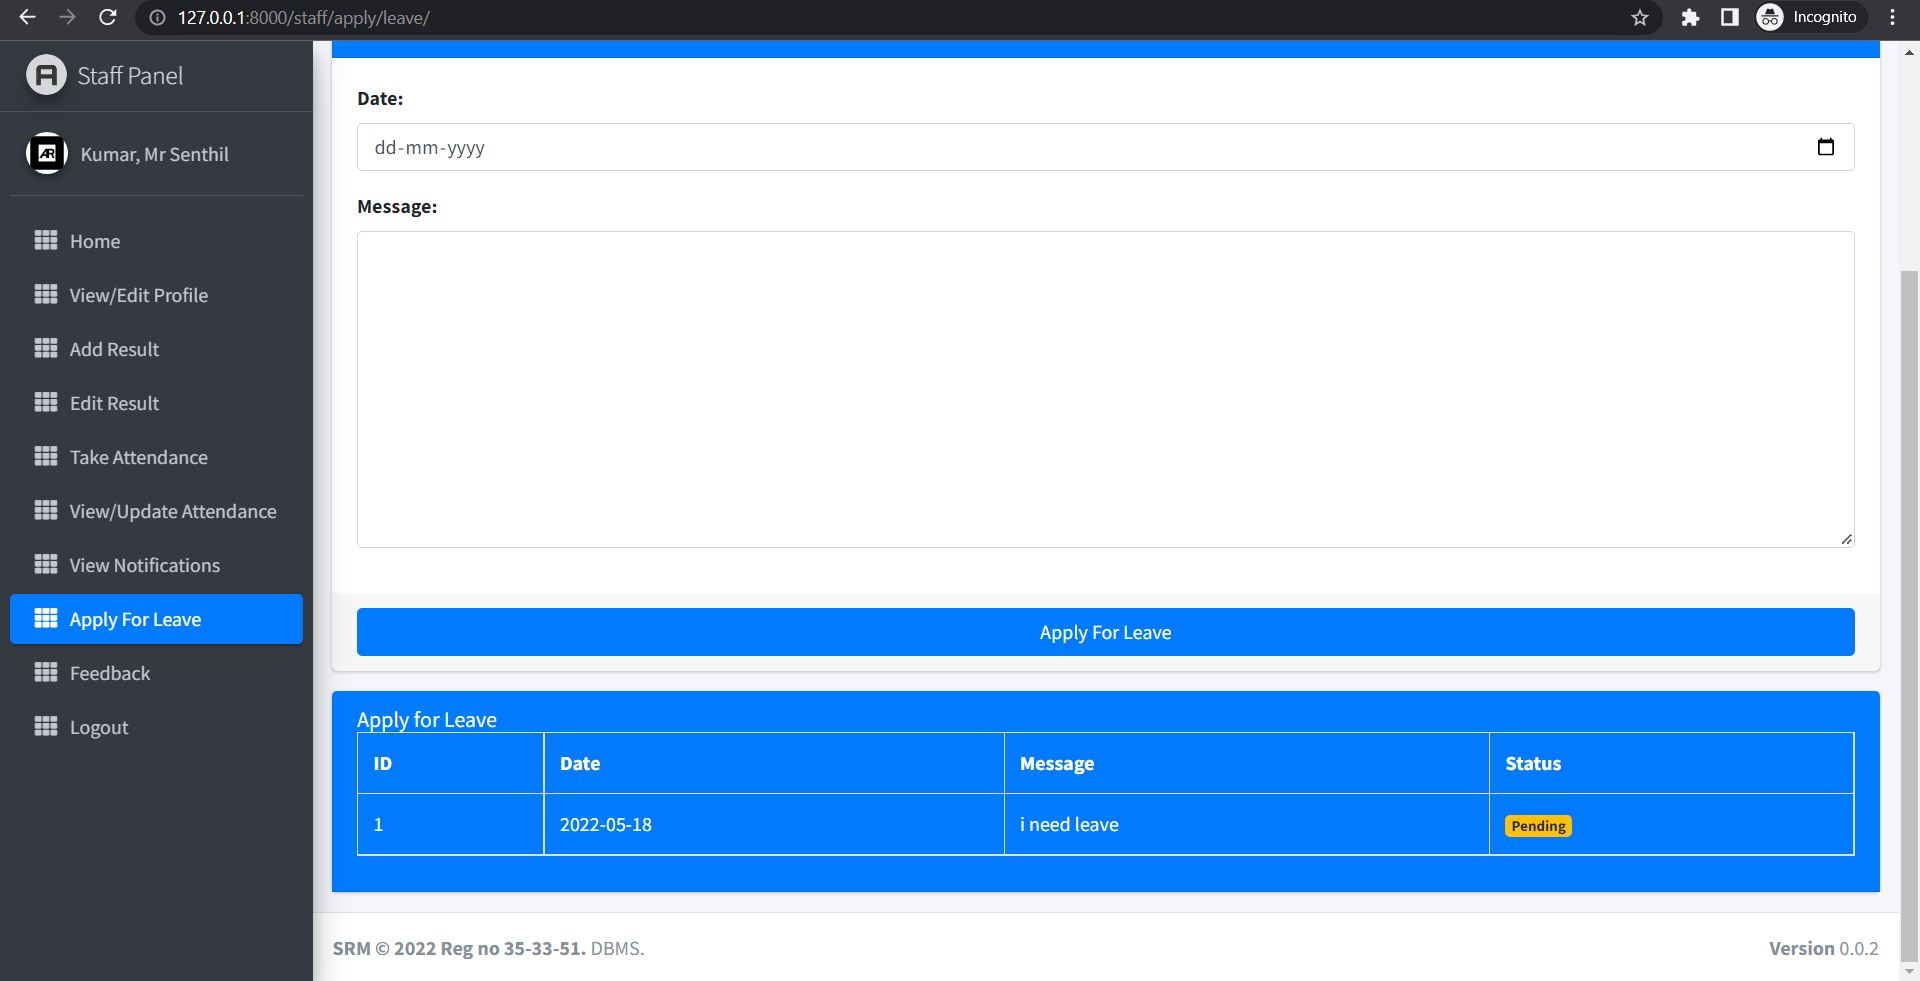 127.0.0.1:8000/staff/apply/leave/
Incognito
Staff Panel
Kumar, Mr Senthil
Home
View/Edit Profile
Add Result
Edit Result
Take Attendance
View/Update Attendance
View Notifications
Apply For Leave
Feedback
Logout
Date:
dd-mm-yyyy
Message:
Apply For Leave
Apply for Leave
ID Date Message Status
1 2022-05-18 i need leave Pending
SRM © 2022 Reg no 35-33-51. DBMS.
Version 0.0.2